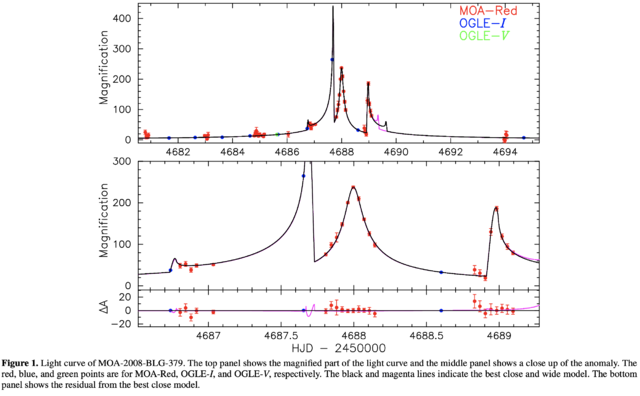 MOA-Red
OGLE-I
OGLE-V
Magnification
400
300
200
100
0
4682 4684 4686 4688 4690 4692 4694
Magnification
300
200
100
0
ΔA
20
0
−20
4687 4687.5 4688 4688.5 4689
HJD - 2450000
Figure 1. Light curve of MOA-2008-BLG-379. The top panel shows the magnified part of the light curve and the middle panel shows a close up of the anomaly. The
red, blue, and green points are for MOA-Red, OGLE-I, and OGLE-V, respectively. The black and magenta lines indicate the best close and wide model. The bottom
panel shows the residual from the best close model.